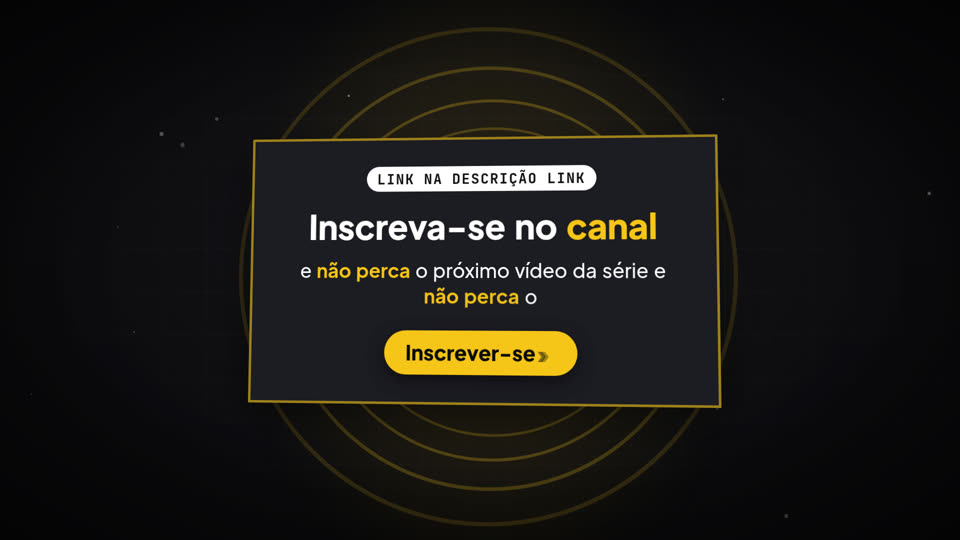 LINK NA DESCRIÇÃO LINK
Inscreva-se no canal
e não perca o próximo vídeo da série e
não perca o
Inscrever-se